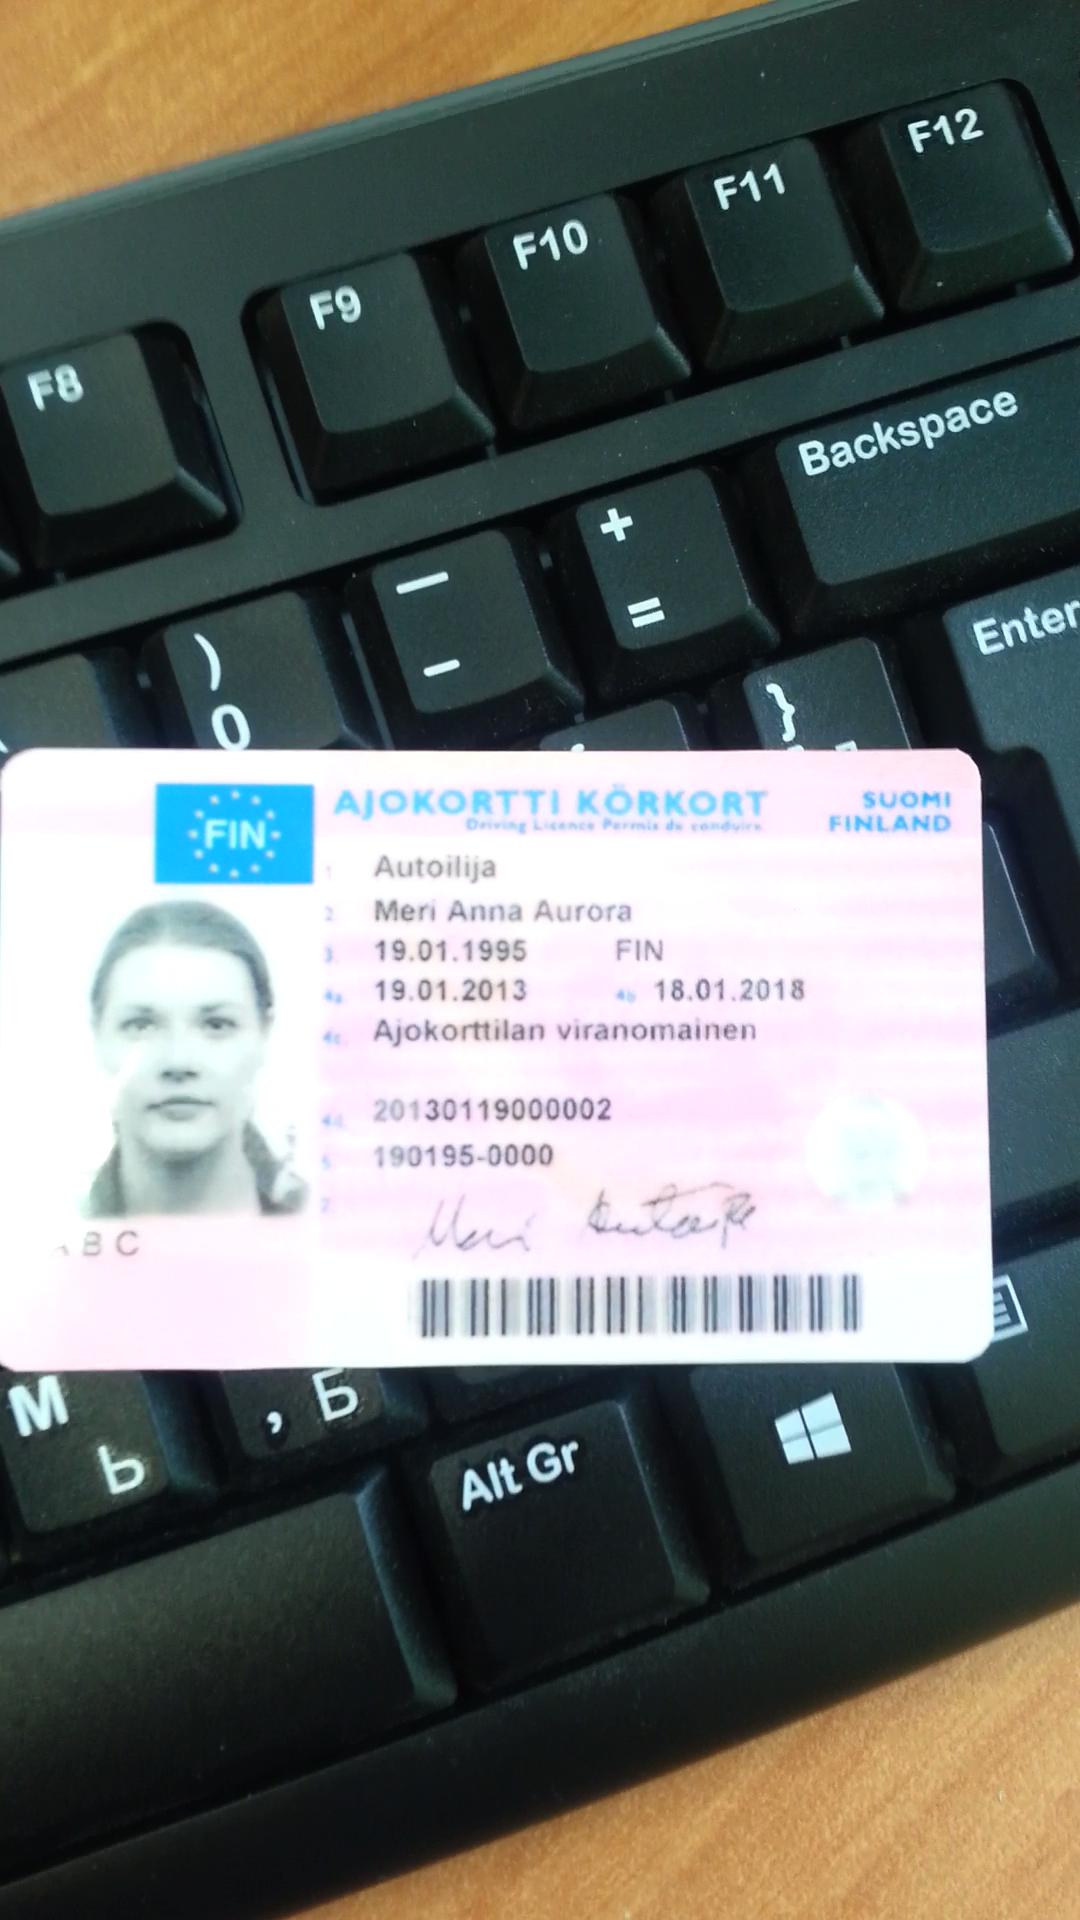 F12
F11
F10
F9
F8
Backspace
+
=
Enter
—
-
)
0
}
FIN
AJOKORTTI KÖRKORT
Driving Licence Permis de conduire
SUOMI
FINLAND
1. Autoilija
2. Meri Anna Aurora
3. 19.01.1995 FIN
4a. 19.01.2013 4b. 18.01.2018
4c. Ajokorttilan viranomainen
4d. 20130119000002
5. 190195-0000
7. Meri Autoilija
A B C
M
Ь
, Б
Alt Gr